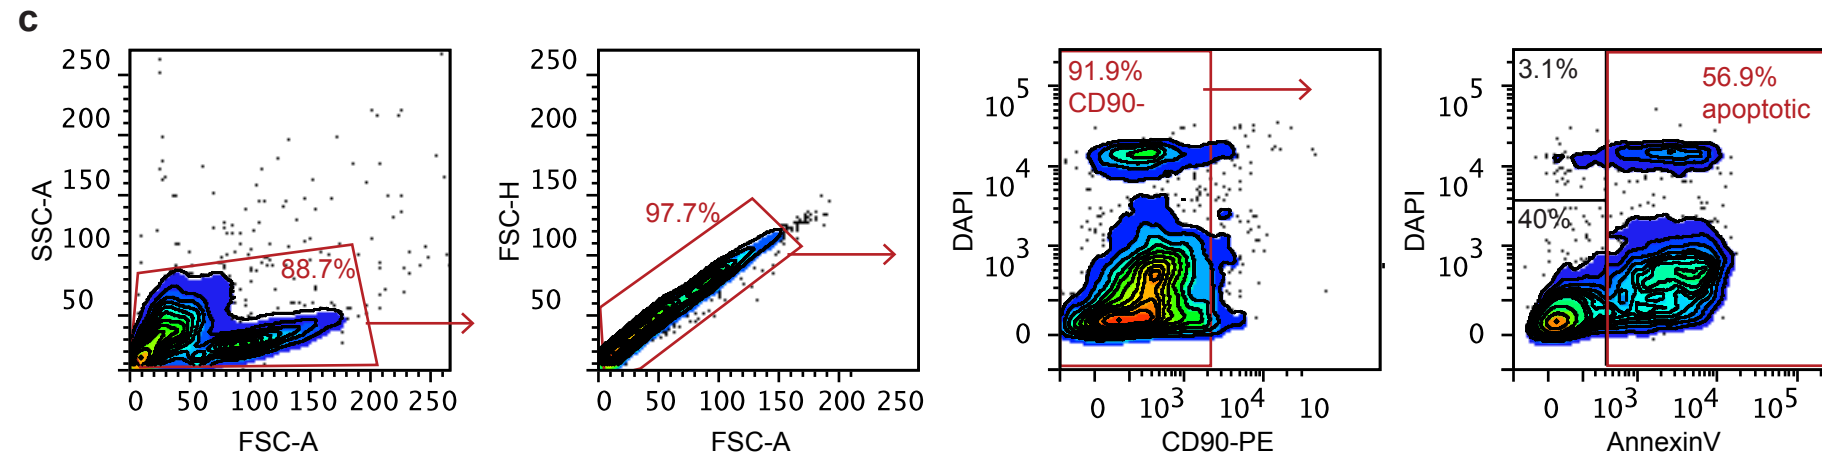 c
250
200
150
100
50
SSC-A
88.7%
0 50 100 150 200 250
FSC-A
250
200
150
100
50
FSC-H
97.7%
0 50 100 150 200 250
FSC-A
91.9%
CD90-
10^5
10^4
10^3
0
DAPI
0 10^3 10^4 10
CD90-PE
3.1%
56.9%
apoptotic
40%
10^5
10^4
10^3
0
DAPI
0 10^3 10^4 10^5
AnnexinV